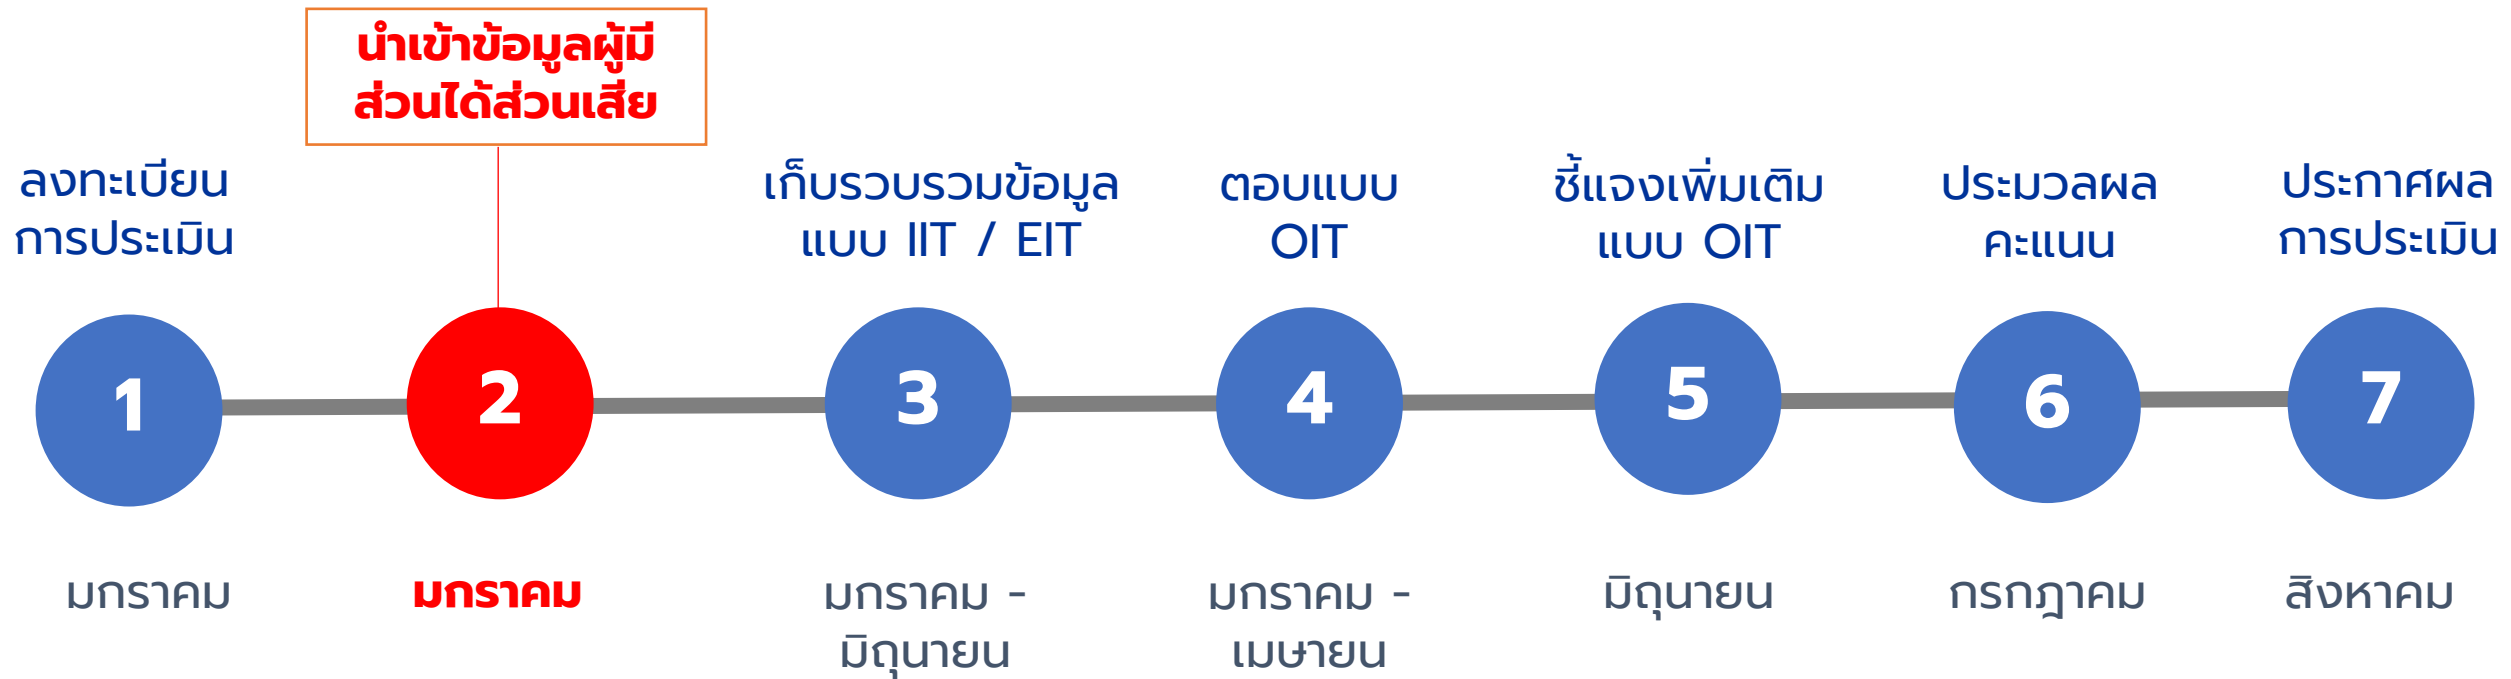 นำเข้าข้อมูลผู้มี
ส่วนได้ส่วนเสีย
ลงทะเบียน
การประเมิน
เก็บรวบรวมข้อมูล
แบบ IIT / EIT
ตอบแบบ
OIT
ชี้แจงเพิ่มเติม
แบบ OIT
ประมวลผล
คะแนน
ประกาศผล
การประเมิน
1
2
3
4
5
6
7
มกราคม
มกราคม
มกราคม -
มิถุนายน
มกราคม -
เมษายน
มิถุนายน
กรกฎาคม
สิงหาคม